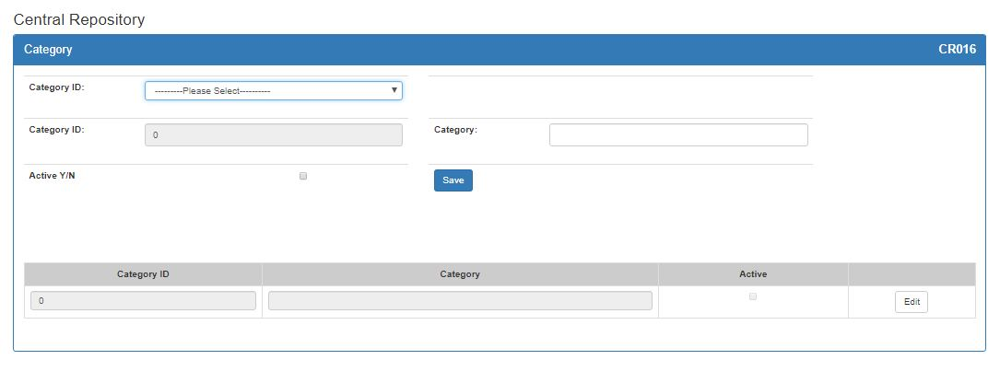 Central Repository
Category CR016
Category ID: ---------Please Select----------
Category ID: 0 Category:
Active Y/N Save
Category ID Category Active
0 Edit